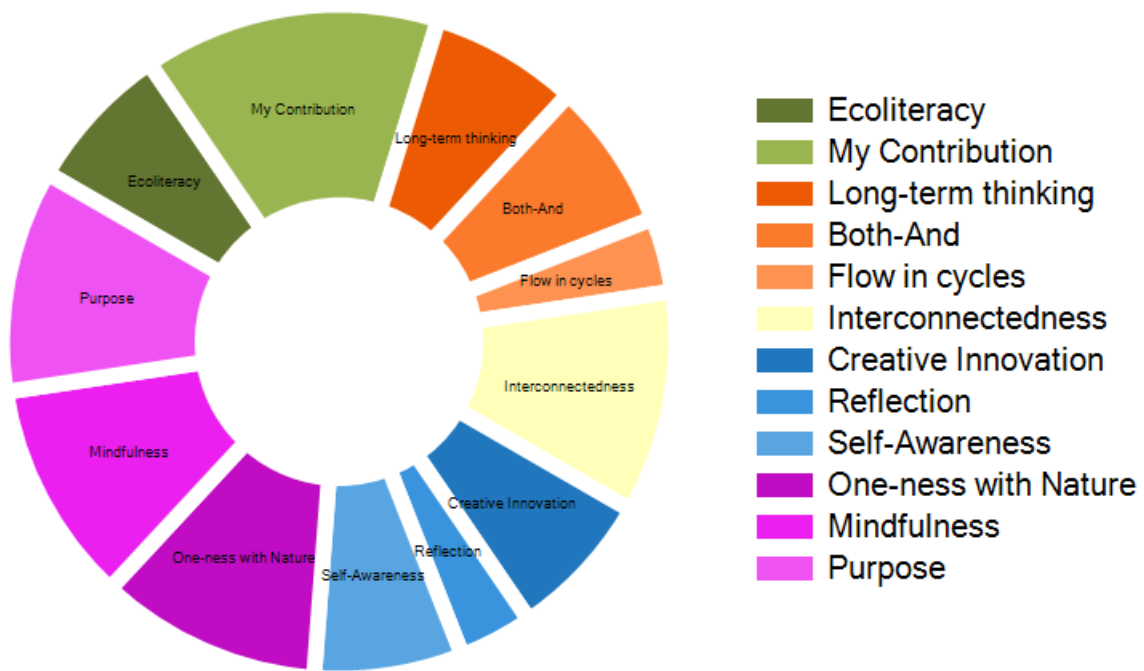 My Contribution
Long-term thinking
Ecoliteracy
Both-And
Flow in cycles
Purpose
Interconnectedness
Mindfulness
Creative Innovation
One-ness with Nature
Reflection
Self-Awareness
Ecoliteracy
My Contribution
Long-term thinking
Both-And
Flow in cycles
Interconnectedness
Creative Innovation
Reflection
Self-Awareness
One-ness with Nature
Mindfulness
Purpose